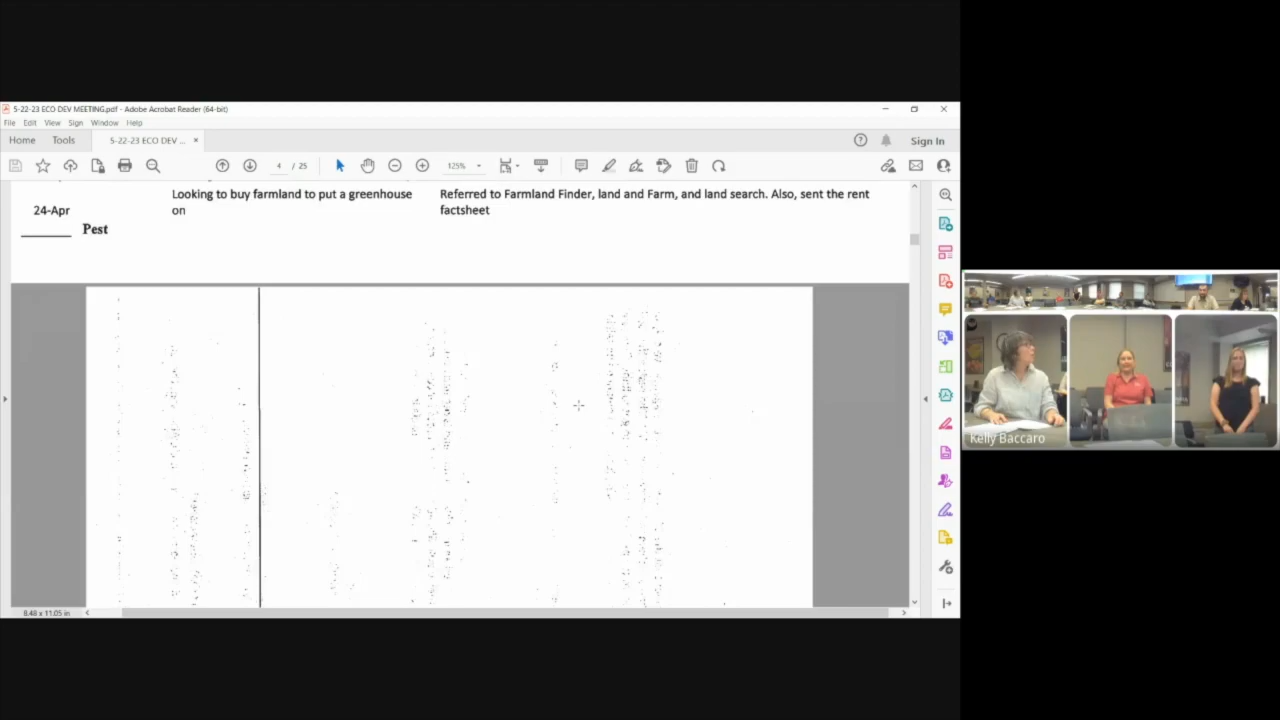 5-22-23 ECO DEV MEETING.pdf - Adobe Acrobat Reader (64-bit)
File Edit View Sign Window Help
Home Tools 5-22-23 ECO DEV ... × Sign In
4 / 25 125%
Looking to buy farmland to put a greenhouse
on
Referred to Farmland Finder, land and Farm, and land search. Also, sent the rent
factsheet
24-Apr
Pest
Kelly Baccaro
8.48 x 11.05 in